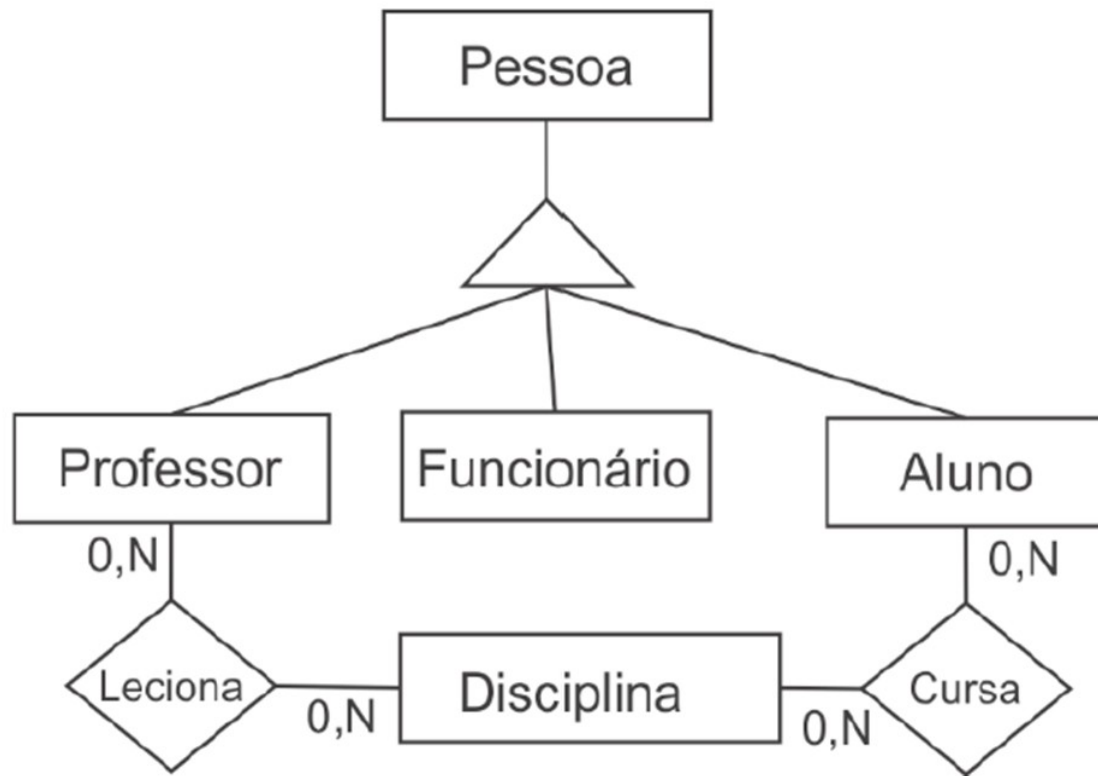 Pessoa
Professor
Funcionário
Aluno
0,N
0,N
Leciona
Disciplina
Cursa
0,N
0,N